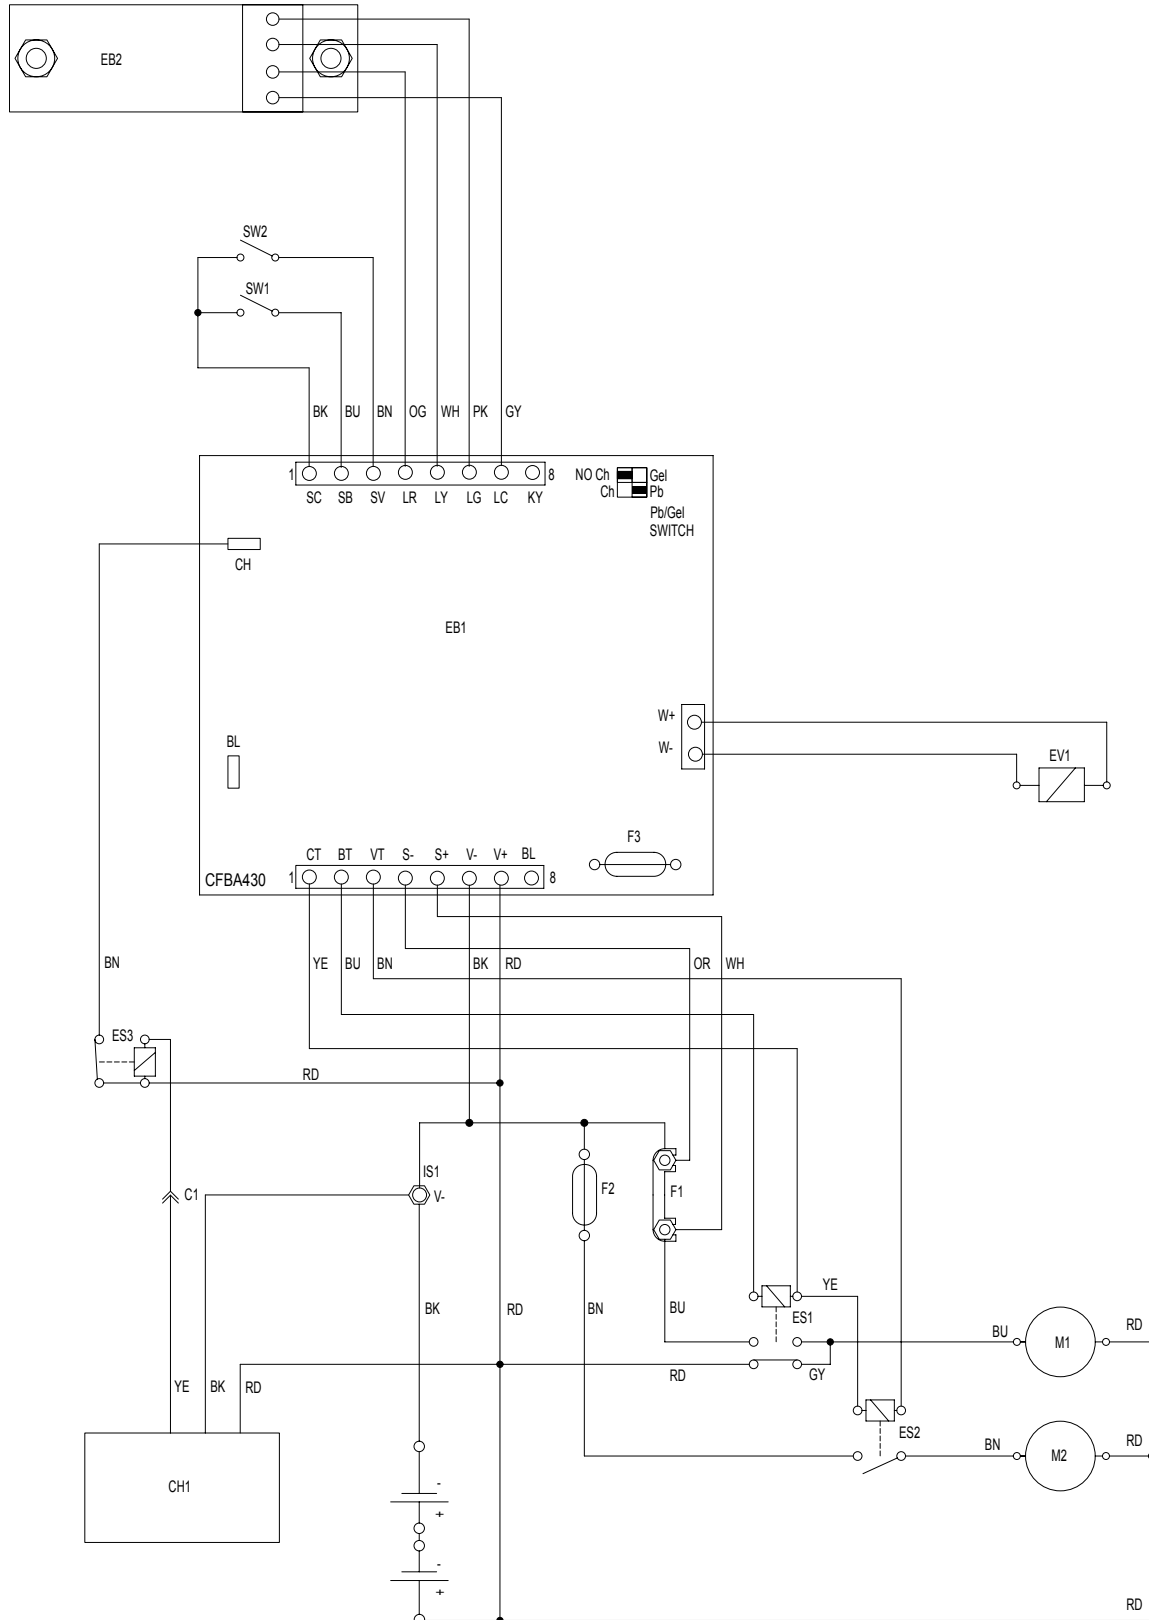 EB2
SW2
SW1
BK BU BN OG WH PK GY
1 8
SC SB SV LR LY LG LC KY
NO Ch Gel
Ch Pb
Pb/Gel
SWITCH
CH
EB1
W+
W-
BL
EV1
F3
CT BT VT S- S+ V- V+ BL
1 8
CFBA430
BN
YE BU BN BK RD OR WH
ES3
RD
IS1
V-
C1
F2
F1
YE
BK RD BN BU
ES1
BU
M1
RD
RD
GY
YE BK RD
ES2
BN
M2
RD
CH1
-
+
-
+
RD